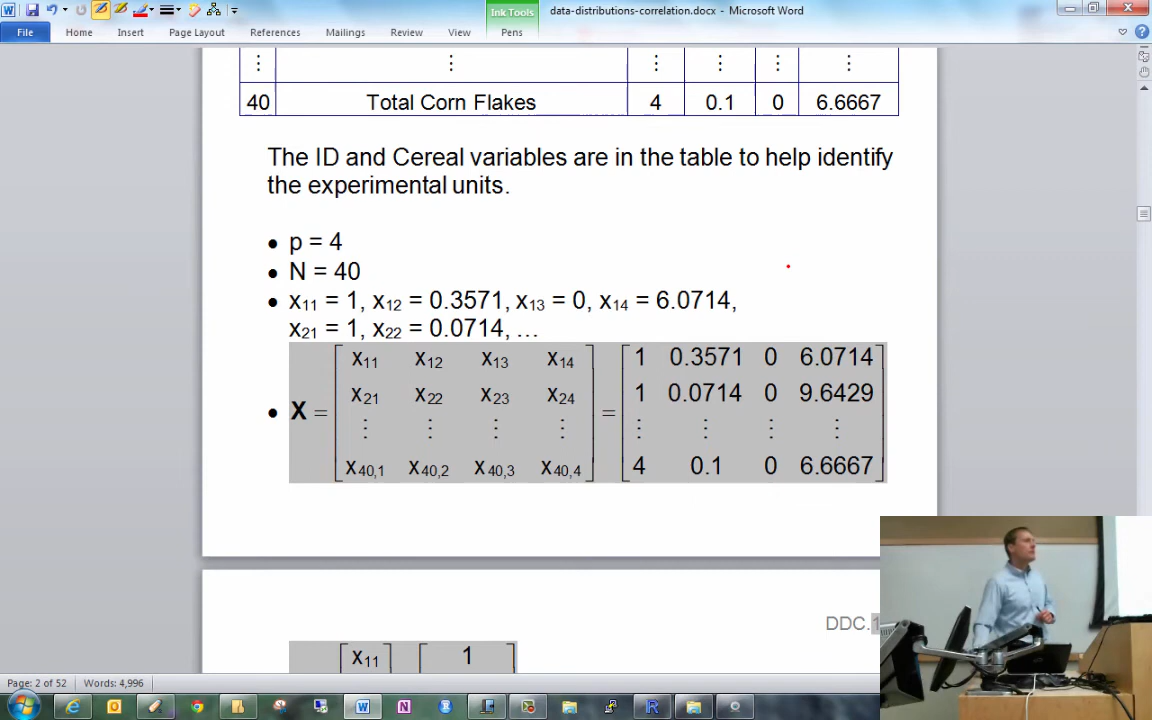 Ink Tools
data-distributions-correlation.docx - Microsoft Word
File Home Insert Page Layout References Mailings Review View Pens
⋮ ⋮ ⋮ ⋮ ⋮ ⋮
40 Total Corn Flakes 4 0.1 0 6.6667
The ID and Cereal variables are in the table to help identify
the experimental units.
• p = 4
• N = 40
• x11 = 1, x12 = 0.3571, x13 = 0, x14 = 6.0714,
x21 = 1, x22 = 0.0714, …
x11 x12 x13 x14 1 0.3571 0 6.0714
x21 x22 x23 x24 1 0.0714 0 9.6429
• X = =
⋮ ⋮ ⋮ ⋮ ⋮ ⋮ ⋮ ⋮
x40,1 x40,2 x40,3 x40,4 4 0.1 0 6.6667
DDC.1
x11 1
Page: 2 of 52 Words: 4,996